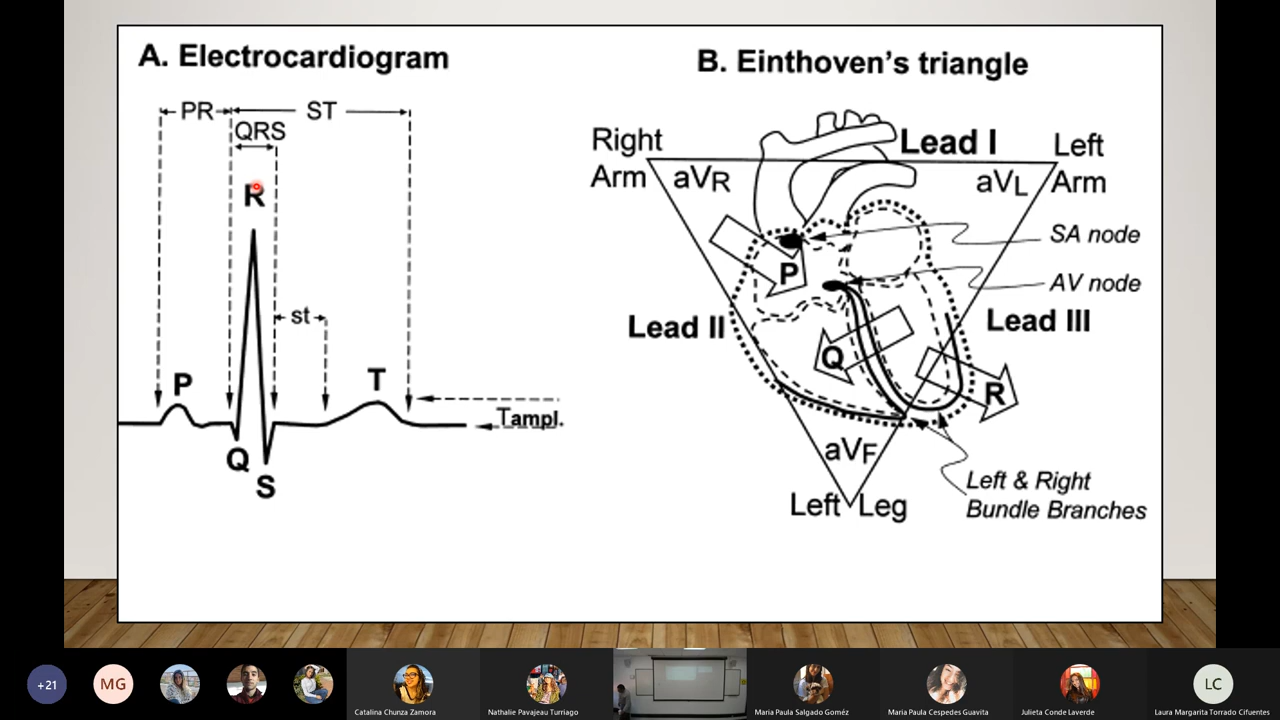 A. Electrocardiogram
PR
ST
QRS
R
st
P
T
Tampl.
Q
S
B. Einthoven's triangle
Right
Arm
Lead I
Left
Arm
aVR
aVL
SA node
P
AV node
Lead II
Lead III
Q
R
aVF
Left Leg
Left & Right
Bundle Branches
+21
MG
Catalina Chunza Zamora
Nathalie Pavajeau Turriago
Maria Paula Salgado Goméz
Maria Paula Cespedes Guavita
Julieta Conde Laverde
LC
Laura Margarita Torrado Cifuentes